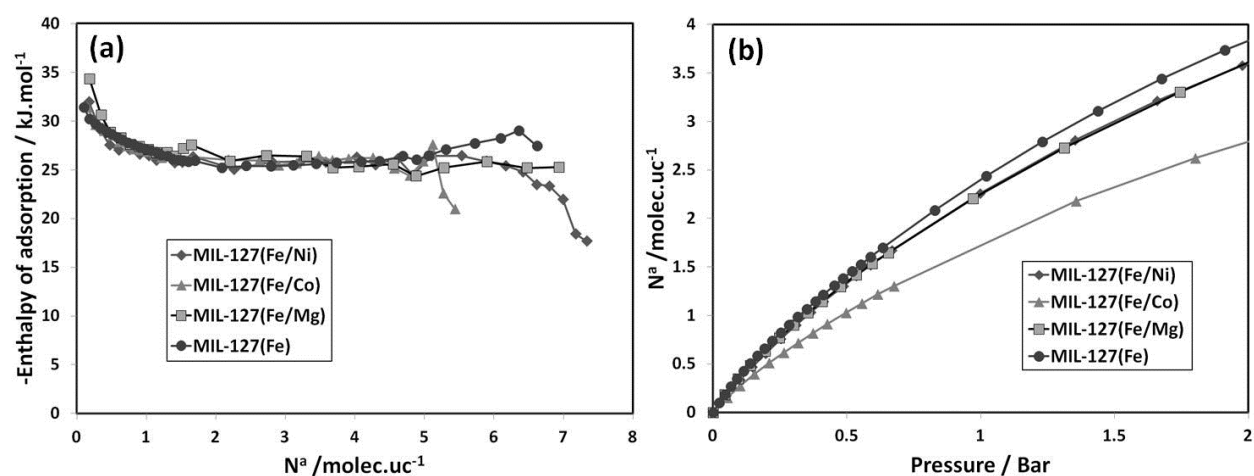 (a)
40
35
30
25
20
15
10
5
0
-Enthalpy of adsorption / kJ.mol⁻¹
MIL-127(Fe/Ni)
MIL-127(Fe/Co)
MIL-127(Fe/Mg)
MIL-127(Fe)
0 1 2 3 4 5 6 7 8
Nᵃ /molec.uc⁻¹
(b)
4
3.5
3
2.5
2
1.5
1
0.5
0
Nᵃ /molec.uc⁻¹
MIL-127(Fe/Ni)
MIL-127(Fe/Co)
MIL-127(Fe/Mg)
MIL-127(Fe)
0 0.5 1 1.5 2
Pressure / Bar